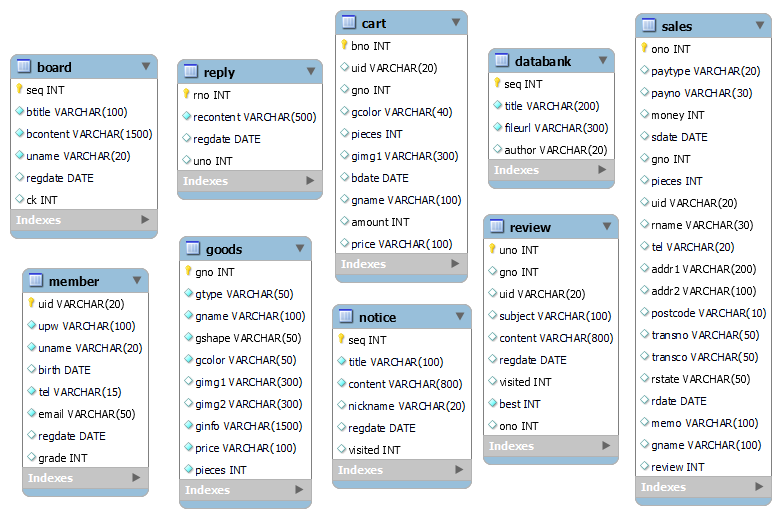 board
seq INT
btitle VARCHAR(100)
bcontent VARCHAR(1500)
uname VARCHAR(20)
regdate DATE
ck INT
Indexes
reply
rno INT
recontent VARCHAR(500)
regdate DATE
uno INT
Indexes
cart
bno INT
uid VARCHAR(20)
gno INT
gcolor VARCHAR(40)
pieces INT
gimg1 VARCHAR(300)
bdate DATE
gname VARCHAR(100)
amount INT
price VARCHAR(100)
Indexes
databank
seq INT
title VARCHAR(200)
fileurl VARCHAR(300)
author VARCHAR(20)
Indexes
sales
ono INT
paytype VARCHAR(20)
payno VARCHAR(30)
money INT
sdate DATE
gno INT
pieces INT
uid VARCHAR(20)
rname VARCHAR(30)
tel VARCHAR(20)
addr1 VARCHAR(200)
addr2 VARCHAR(100)
postcode VARCHAR(10)
transno VARCHAR(50)
transco VARCHAR(50)
rstate VARCHAR(50)
rdate DATE
memo VARCHAR(100)
gname VARCHAR(100)
review INT
Indexes
member
uid VARCHAR(20)
upw VARCHAR(100)
uname VARCHAR(20)
birth DATE
tel VARCHAR(15)
email VARCHAR(50)
regdate DATE
grade INT
Indexes
goods
gno INT
gtype VARCHAR(50)
gname VARCHAR(100)
gshape VARCHAR(50)
gcolor VARCHAR(50)
gimg1 VARCHAR(300)
gimg2 VARCHAR(300)
ginfo VARCHAR(1500)
price VARCHAR(100)
pieces INT
Indexes
notice
seq INT
title VARCHAR(100)
content VARCHAR(800)
nickname VARCHAR(20)
regdate DATE
visited INT
Indexes
review
uno INT
gno INT
uid VARCHAR(20)
subject VARCHAR(100)
content VARCHAR(800)
regdate DATE
visited INT
best INT
ono INT
Indexes